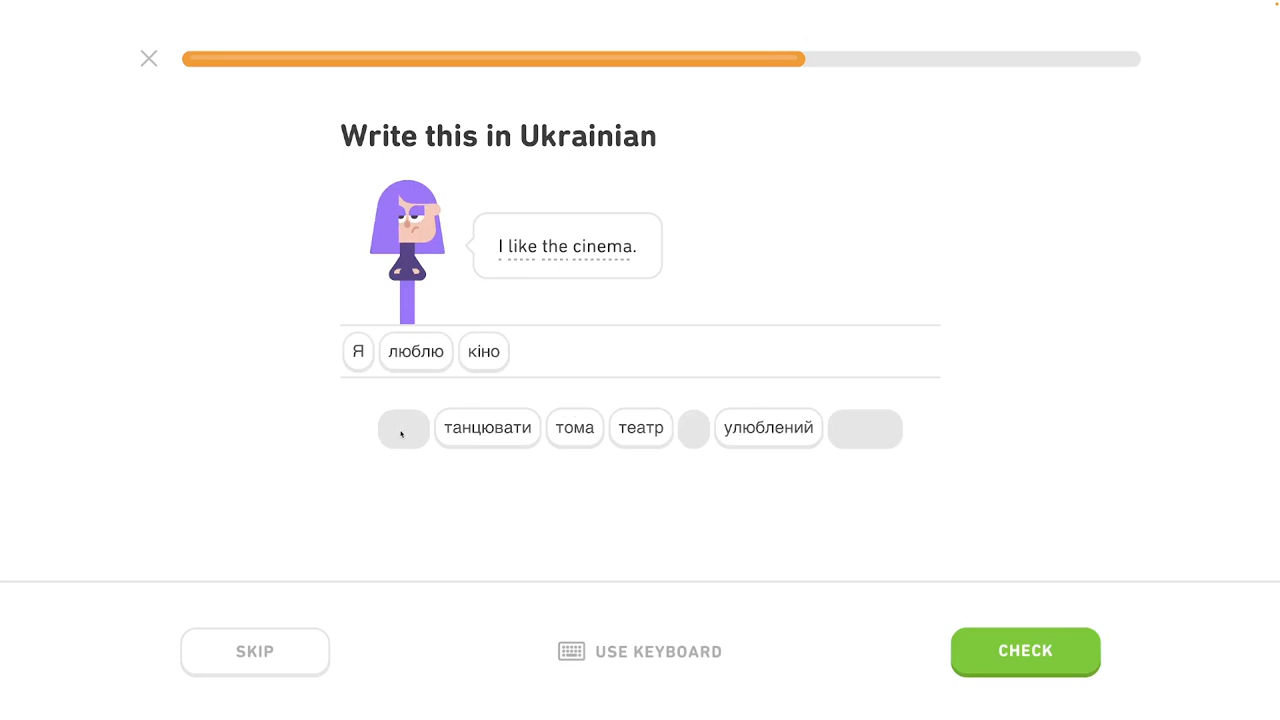 Write this in Ukrainian
I like the cinema.
Я люблю кіно
танцювати тома театр улюблений
SKIP USE KEYBOARD CHECK